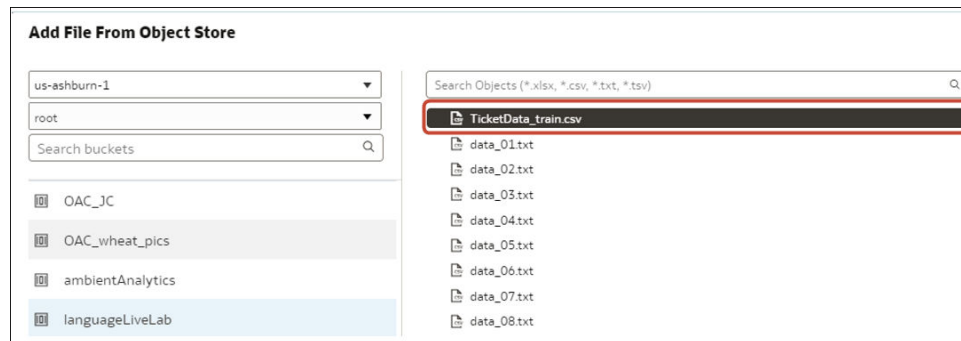 Add File From Object Store
us-ashburn-1
root
Search buckets
OAC_JC
OAC_wheat_pics
ambientAnalytics
languageLiveLab
Search Objects (*.xlsx, *.csv, *.txt, *.tsv)
TicketData_train.csv
data_01.txt
data_02.txt
data_03.txt
data_04.txt
data_05.txt
data_06.txt
data_07.txt
data_08.txt